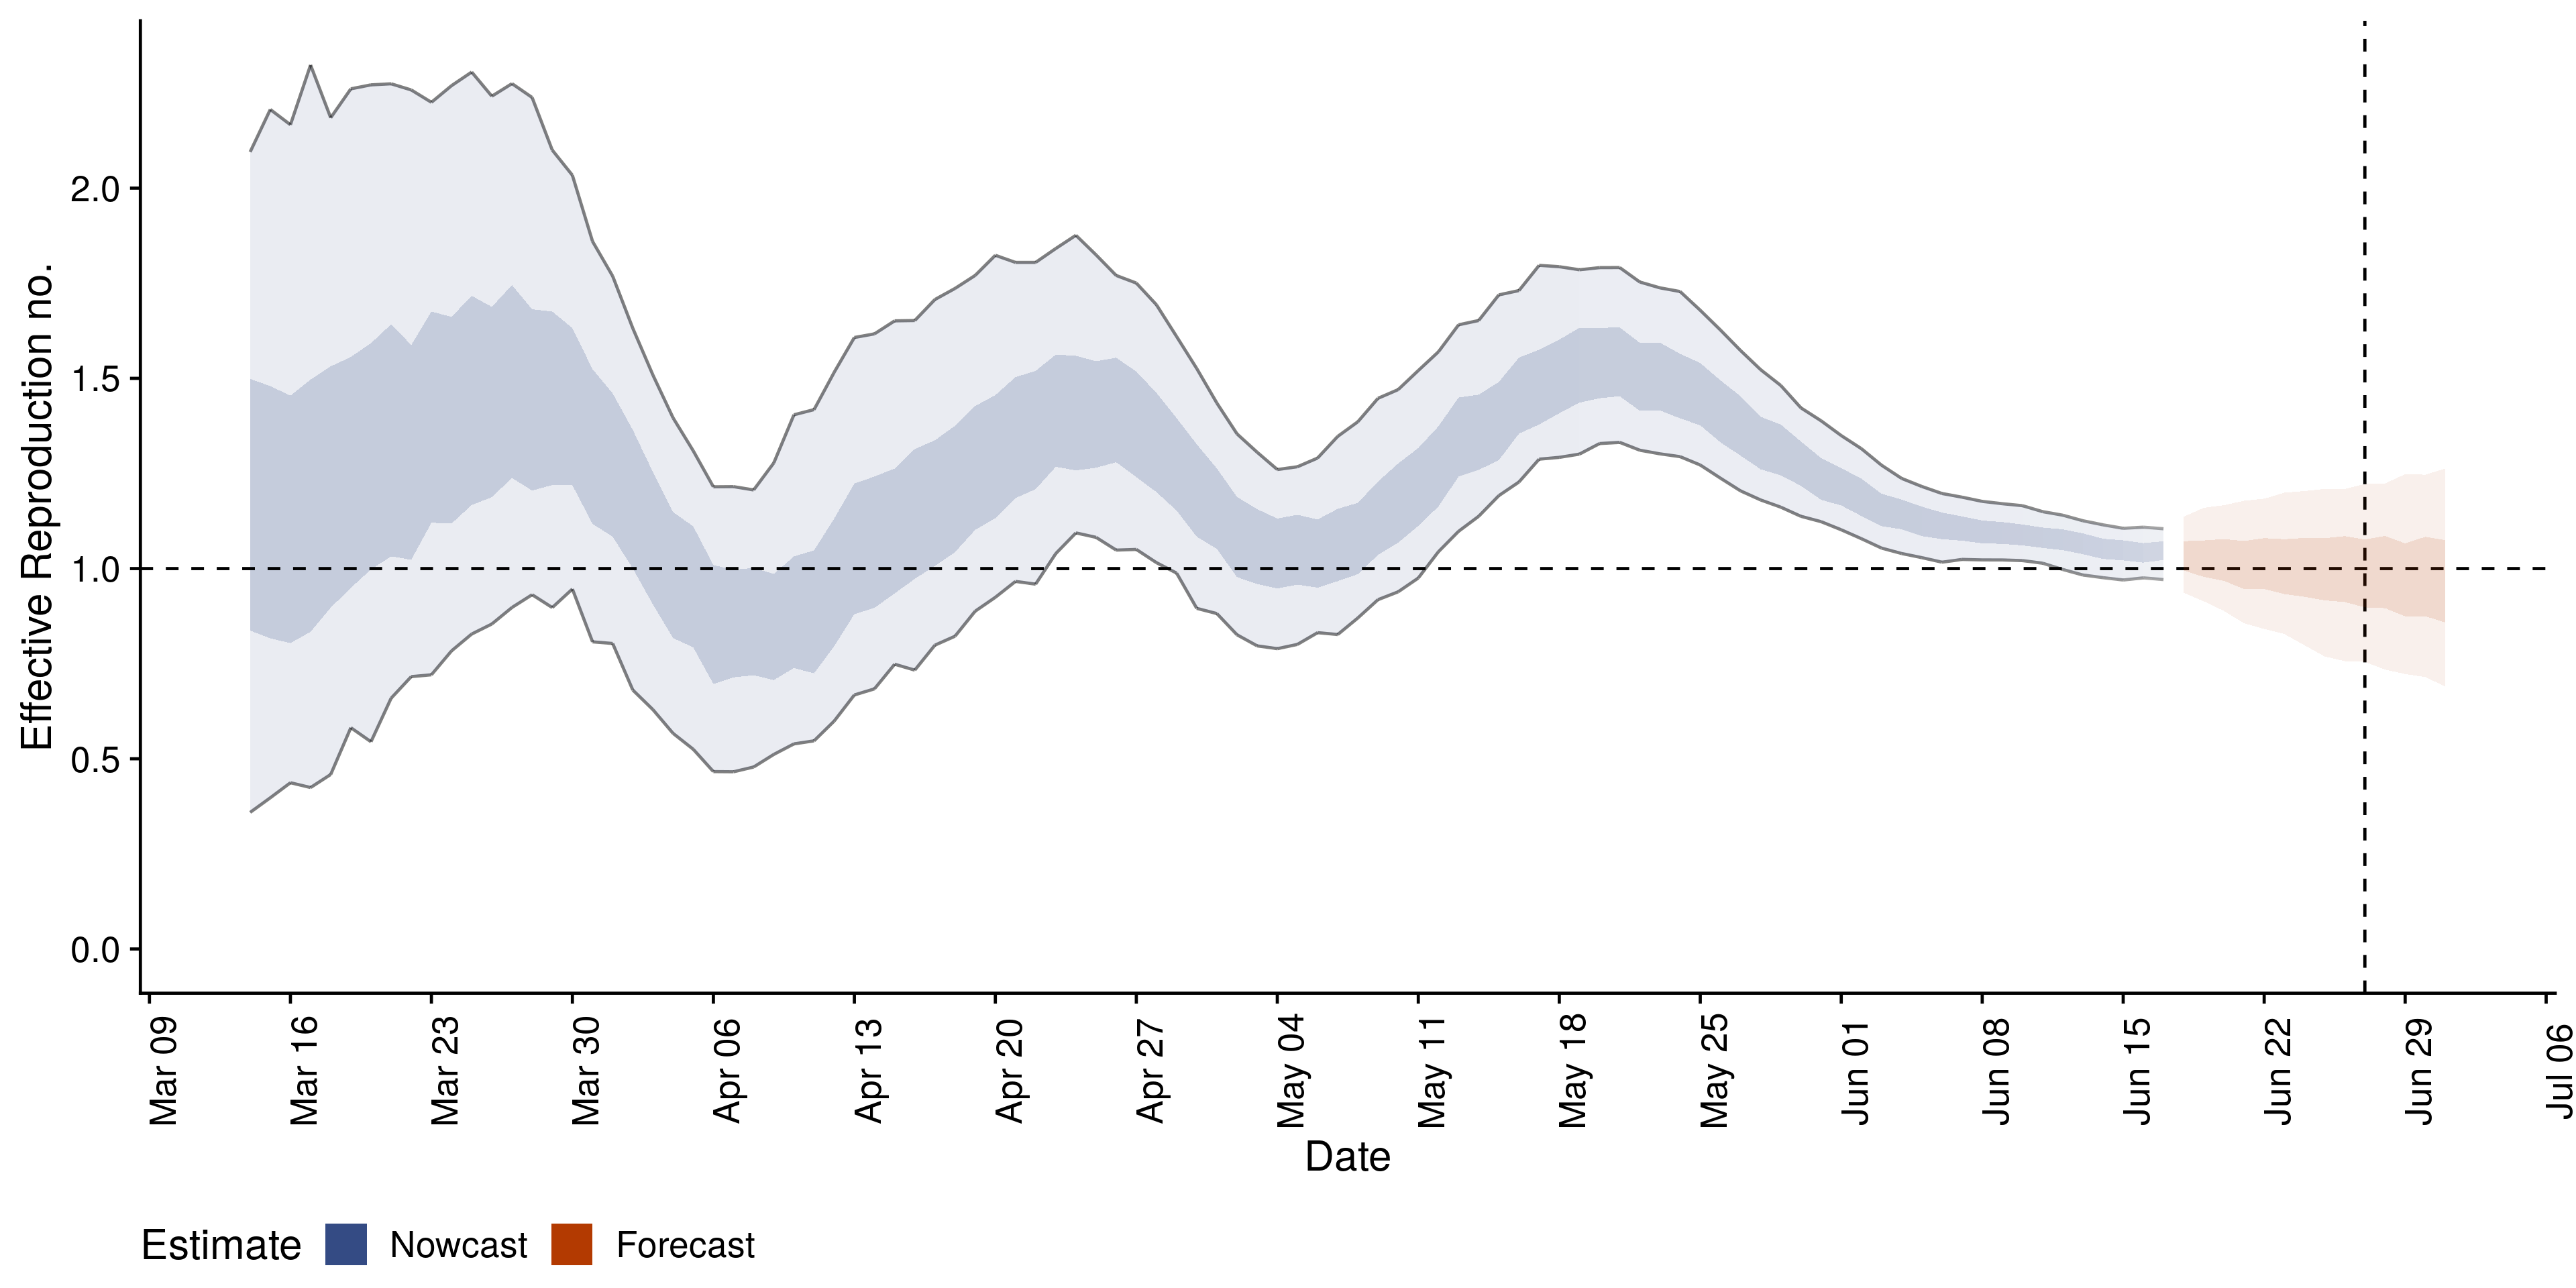 Effective Reproduction no.
2.0
1.5
1.0
0.5
0.0
Mar 09
Mar 16
Mar 23
Mar 30
Apr 06
Apr 13
Apr 20
Apr 27
May 04
May 11
May 18
May 25
Jun 01
Jun 08
Jun 15
Jun 22
Jun 29
Jul 06
Date
Estimate Nowcast Forecast